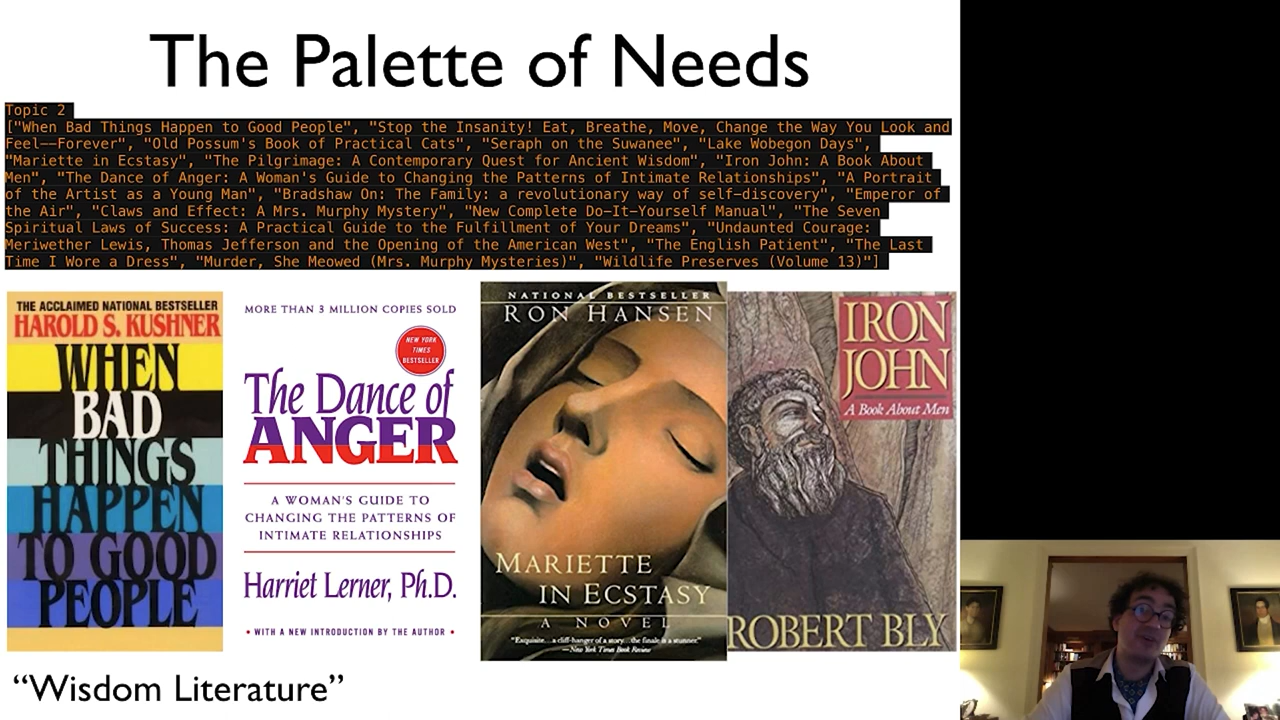 The Palette of Needs
Topic 2
["When Bad Things Happen to Good People", "Stop the Insanity! Eat, Breathe, Move, Change the Way You Look and
Feel––Forever", "Old Possum's Book of Practical Cats", "Seraph on the Suwanee", "Lake Wobegon Days",
"Mariette in Ecstasy", "The Pilgrimage: A Contemporary Quest for Ancient Wisdom", "Iron John: A Book About
Men", "The Dance of Anger: A Woman's Guide to Changing the Patterns of Intimate Relationships", "A Portrait
of the Artist as a Young Man", "Bradshaw On: The Family: a revolutionary way of self-discovery", "Emperor of
the Air", "Claws and Effect: A Mrs. Murphy Mystery", "New Complete Do-It-Yourself Manual", "The Seven
Spiritual Laws of Success: A Practical Guide to the Fulfillment of Your Dreams", "Undaunted Courage:
Meriwether Lewis, Thomas Jefferson and the Opening of the American West", "The English Patient", "The Last
Time I Wore a Dress", "Murder, She Meowed (Mrs. Murphy Mysteries)", "Wildlife Preserves (Volume 13)"]
THE ACCLAIMED NATIONAL BESTSELLER
HAROLD S. KUSHNER
WHEN
BAD
THINGS
HAPPEN
TO GOOD
PEOPLE
MORE THAN 3 MILLION COPIES SOLD
NEW YORK
TIMES
BESTSELLER
The Dance of
ANGER
A WOMAN'S GUIDE TO
CHANGING THE PATTERNS OF
INTIMATE RELATIONSHIPS
Harriet Lerner, Ph.D.
• WITH A NEW INTRODUCTION BY THE AUTHOR •
NATIONAL BESTSELLER
RON HANSEN
MARIETTE
IN ECSTASY
A NOVEL
"Exquisite...a cliff-hanger of a story...the finale is a stunner."
—New York Times Book Review
IRON
JOHN
A Book About Men
ROBERT BLY
“Wisdom Literature”